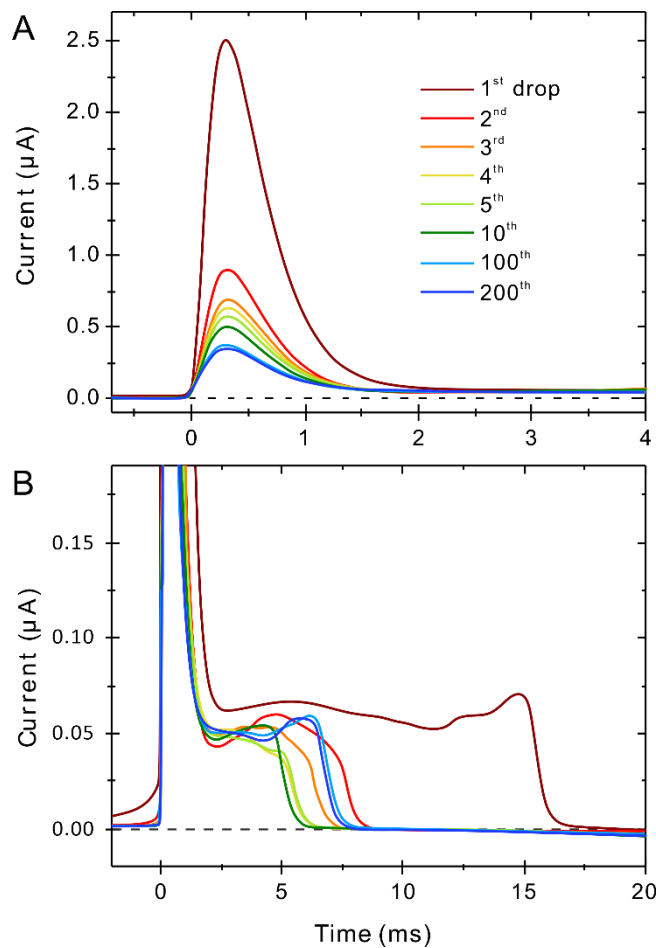 A
2.5
2.0
1.5
1.0
0.5
0.0
Current (µA)
1st drop
2nd
3rd
4th
5th
10th
100th
200th
0 1 2 3 4
B
0.15
0.10
0.05
0.00
Current (µA)
0 5 10 15 20
Time (ms)